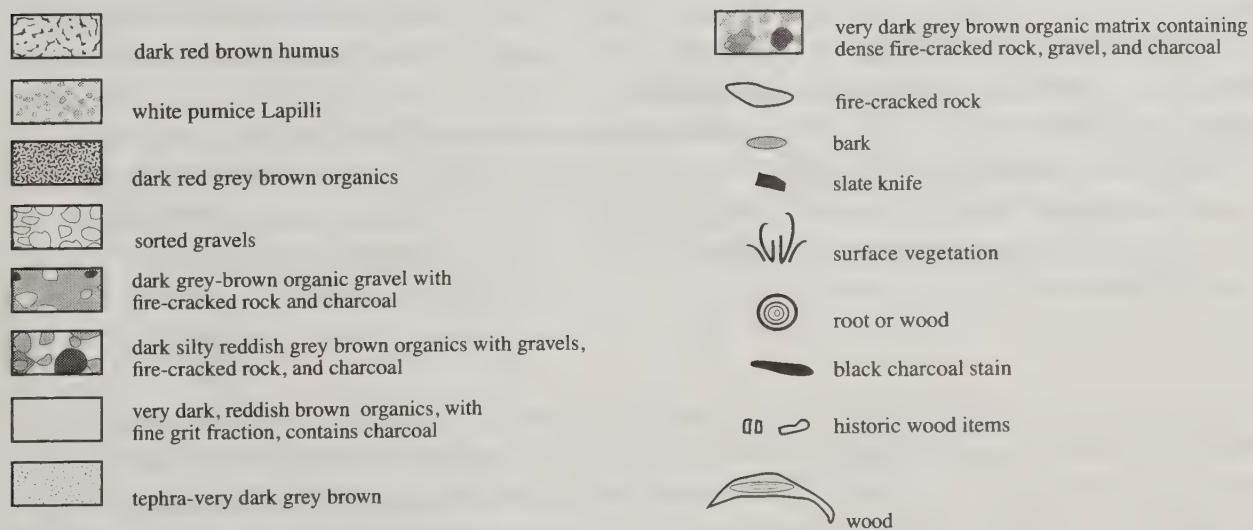 dark red brown humus
white pumice Lapilli
dark red grey brown organics
sorted gravels
dark grey-brown organic gravel with
fire-cracked rock and charcoal
dark silty reddish grey brown organics with gravels,
fire-cracked rock, and charcoal
very dark, reddish brown organics, with
fine grit fraction, contains charcoal
tephra-very dark grey brown
very dark grey brown organic matrix containing
dense fire-cracked rock, gravel, and charcoal
fire-cracked rock
bark
slate knife
surface vegetation
root or wood
black charcoal stain
historic wood items
wood